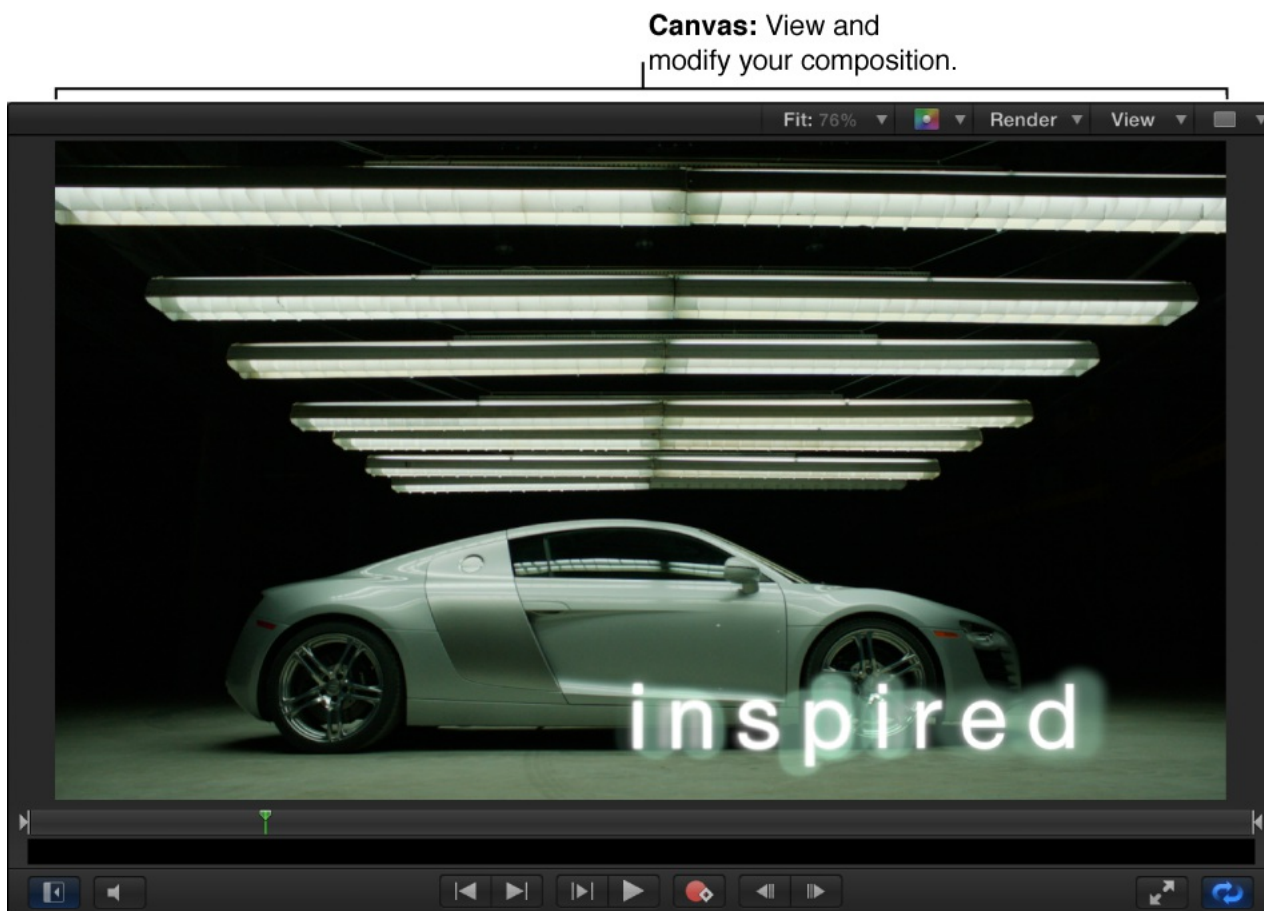 Canvas: View and
modify your composition.
Fit: 76% Render View
inspired